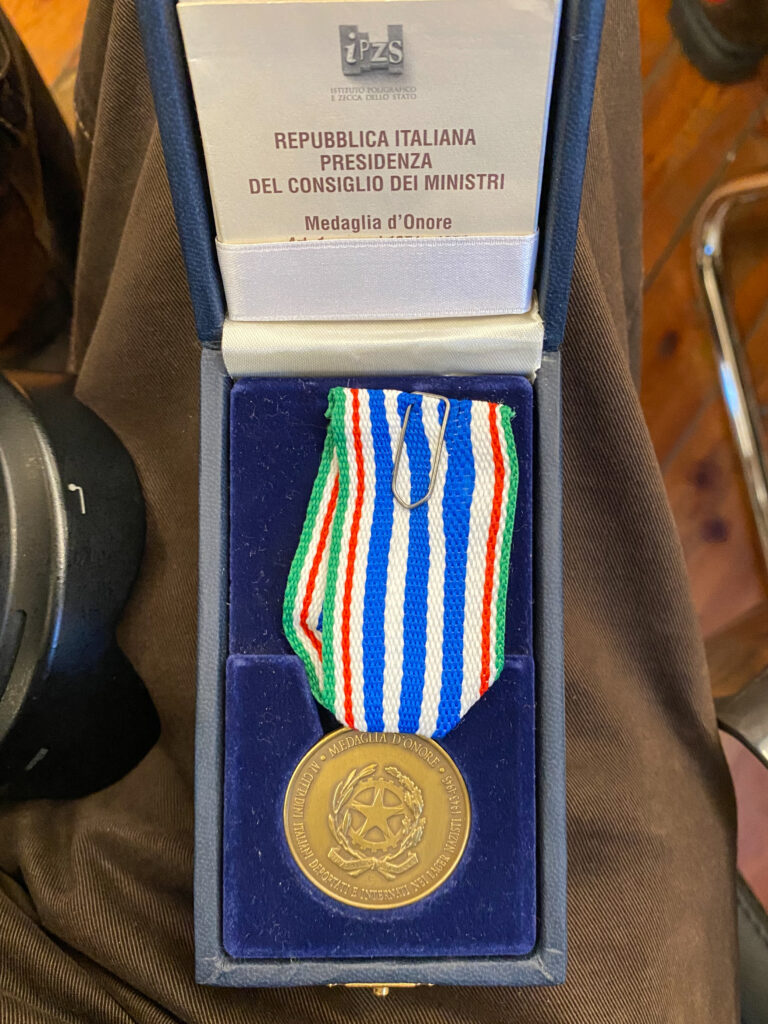 iPZS
ISTITUTO POLIGRAFICO
E ZECCA DELLO STATO
REPUBBLICA ITALIANA
PRESIDENZA
DEL CONSIGLIO DEI MINISTRI
Medaglia d'Onore
• MEDAGLIA D'ONORE •
AI CITTADINI ITALIANI DEPORTATI E INTERNATI NEI LAGER NAZISTI 1943-1945